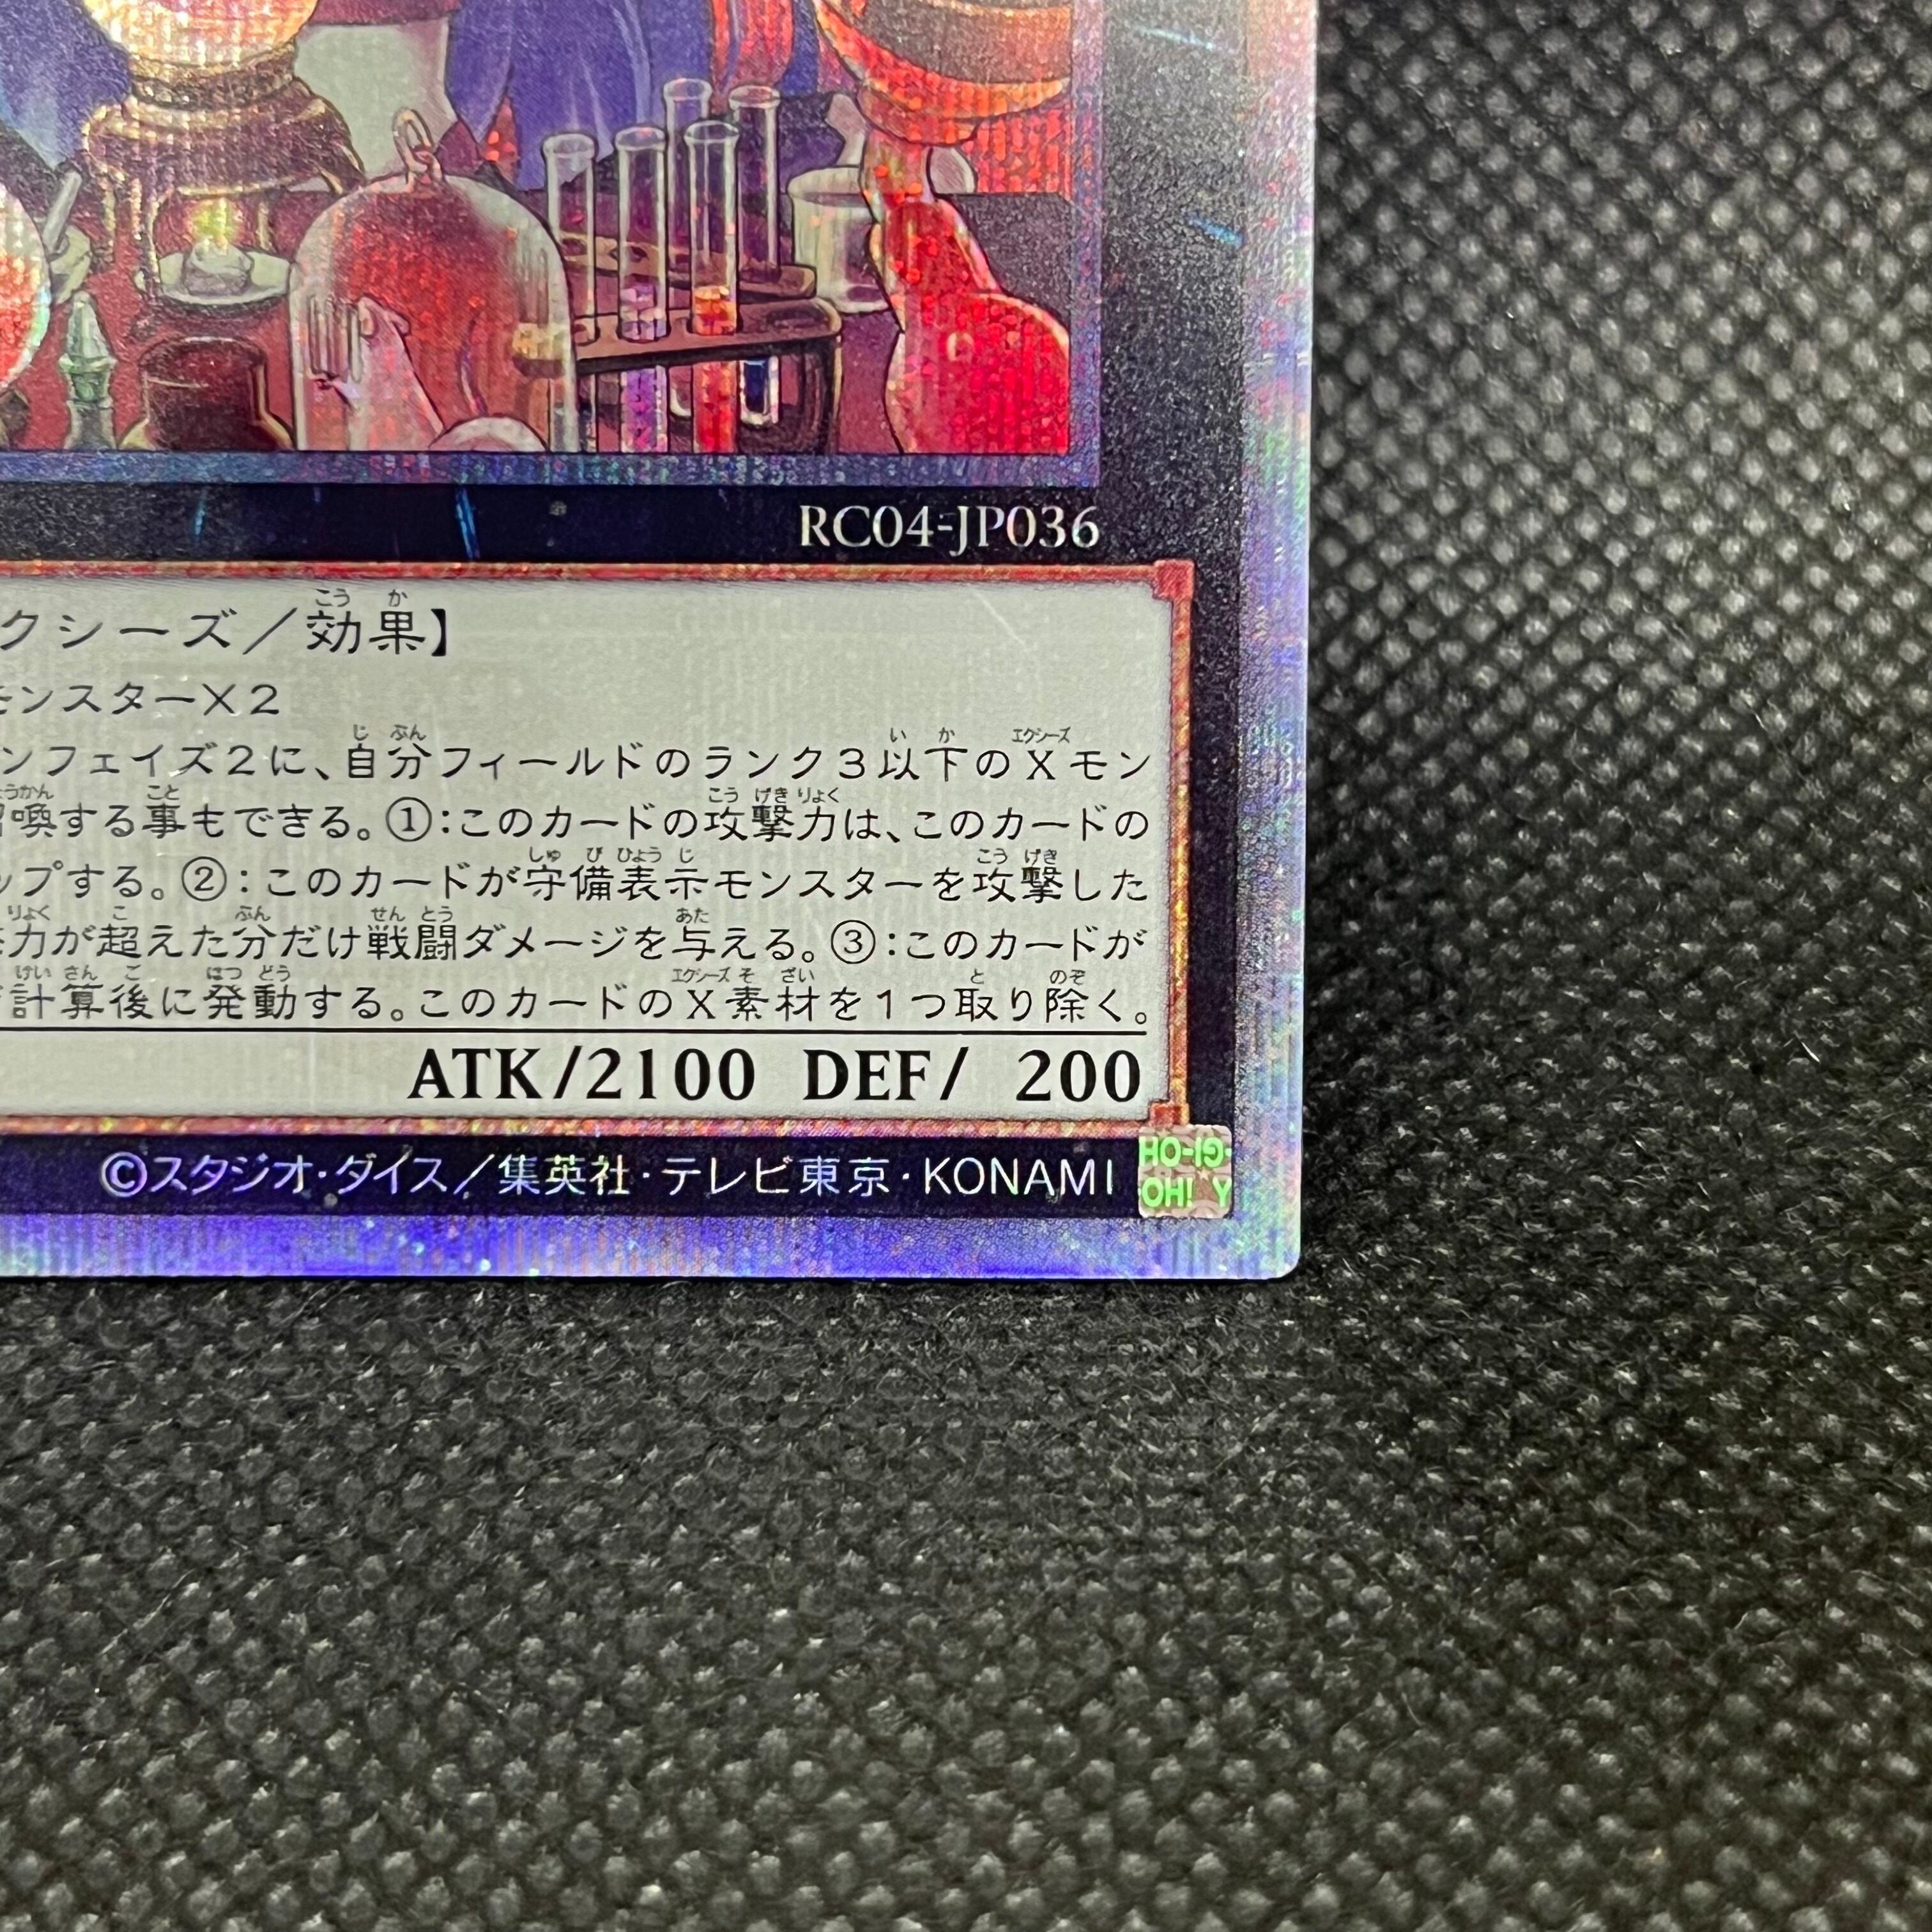 RC04-JP036
クシーズ／効果】
モンスター×２
ンフェイズ２に、自分フィールドのランク３以下のXモン
喚する事もできる。①：このカードの攻撃力は、このカードの
ップする。②：このカードが守備表示モンスターを攻撃した
力が超えた分だけ戦闘ダメージを与える。③：このカードが
計算後に発動する。このカードのX素材を１つ取り除く。
ATK/2100 DEF/ 200
©スタジオ・ダイス／集英社・テレビ東京・KONAMI